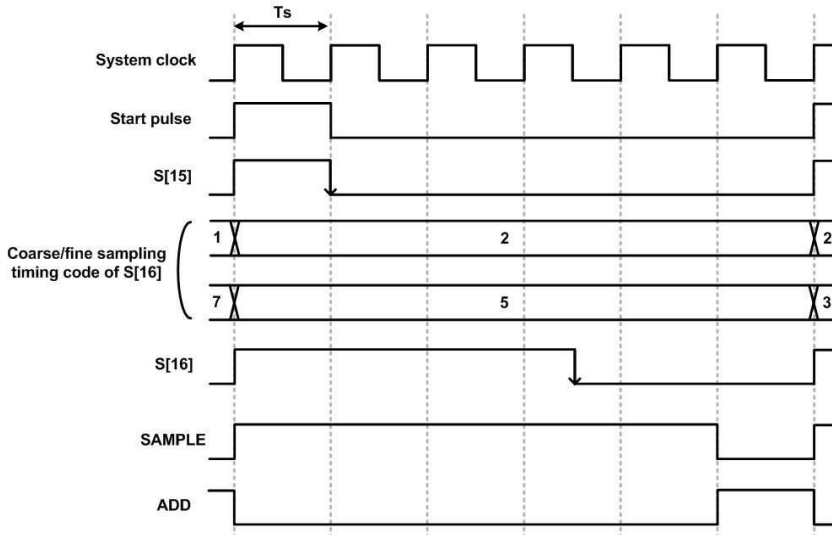 Ts
System clock
Start pulse
S[15]
Coarse/fine sampling
timing code of S[16]
1 2 2
7 5 3
S[16]
SAMPLE
ADD